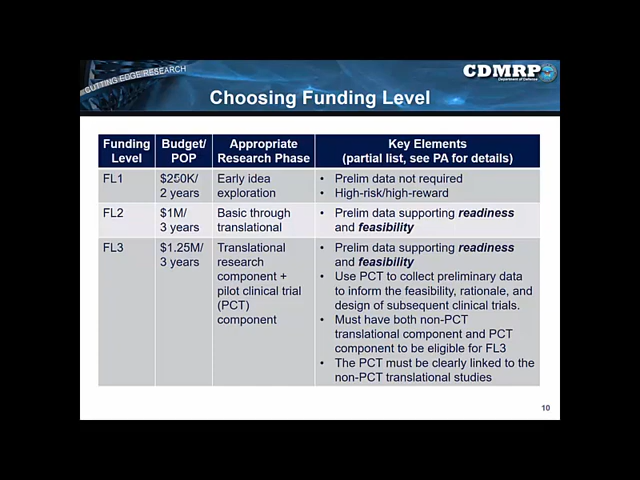 CUTTING EDGE RESEARCH
CDMRP
Department of Defense
Choosing Funding Level
Funding Level
Budget/ POP
Appropriate Research Phase
Key Elements
(partial list, see PA for details)
FL1
$250K/
2 years
Early idea
exploration
• Prelim data not required
• High-risk/high-reward
FL2
$1M/
3 years
Basic through
translational
• Prelim data supporting readiness
and feasibility
FL3
$1.25M/
3 years
Translational
research
component +
pilot clinical trial
(PCT)
component
• Prelim data supporting readiness
and feasibility
• Use PCT to collect preliminary data
to inform the feasibility, rationale, and
design of subsequent clinical trials.
• Must have both non-PCT
translational component and PCT
component to be eligible for FL3
• The PCT must be clearly linked to the
non-PCT translational studies
10